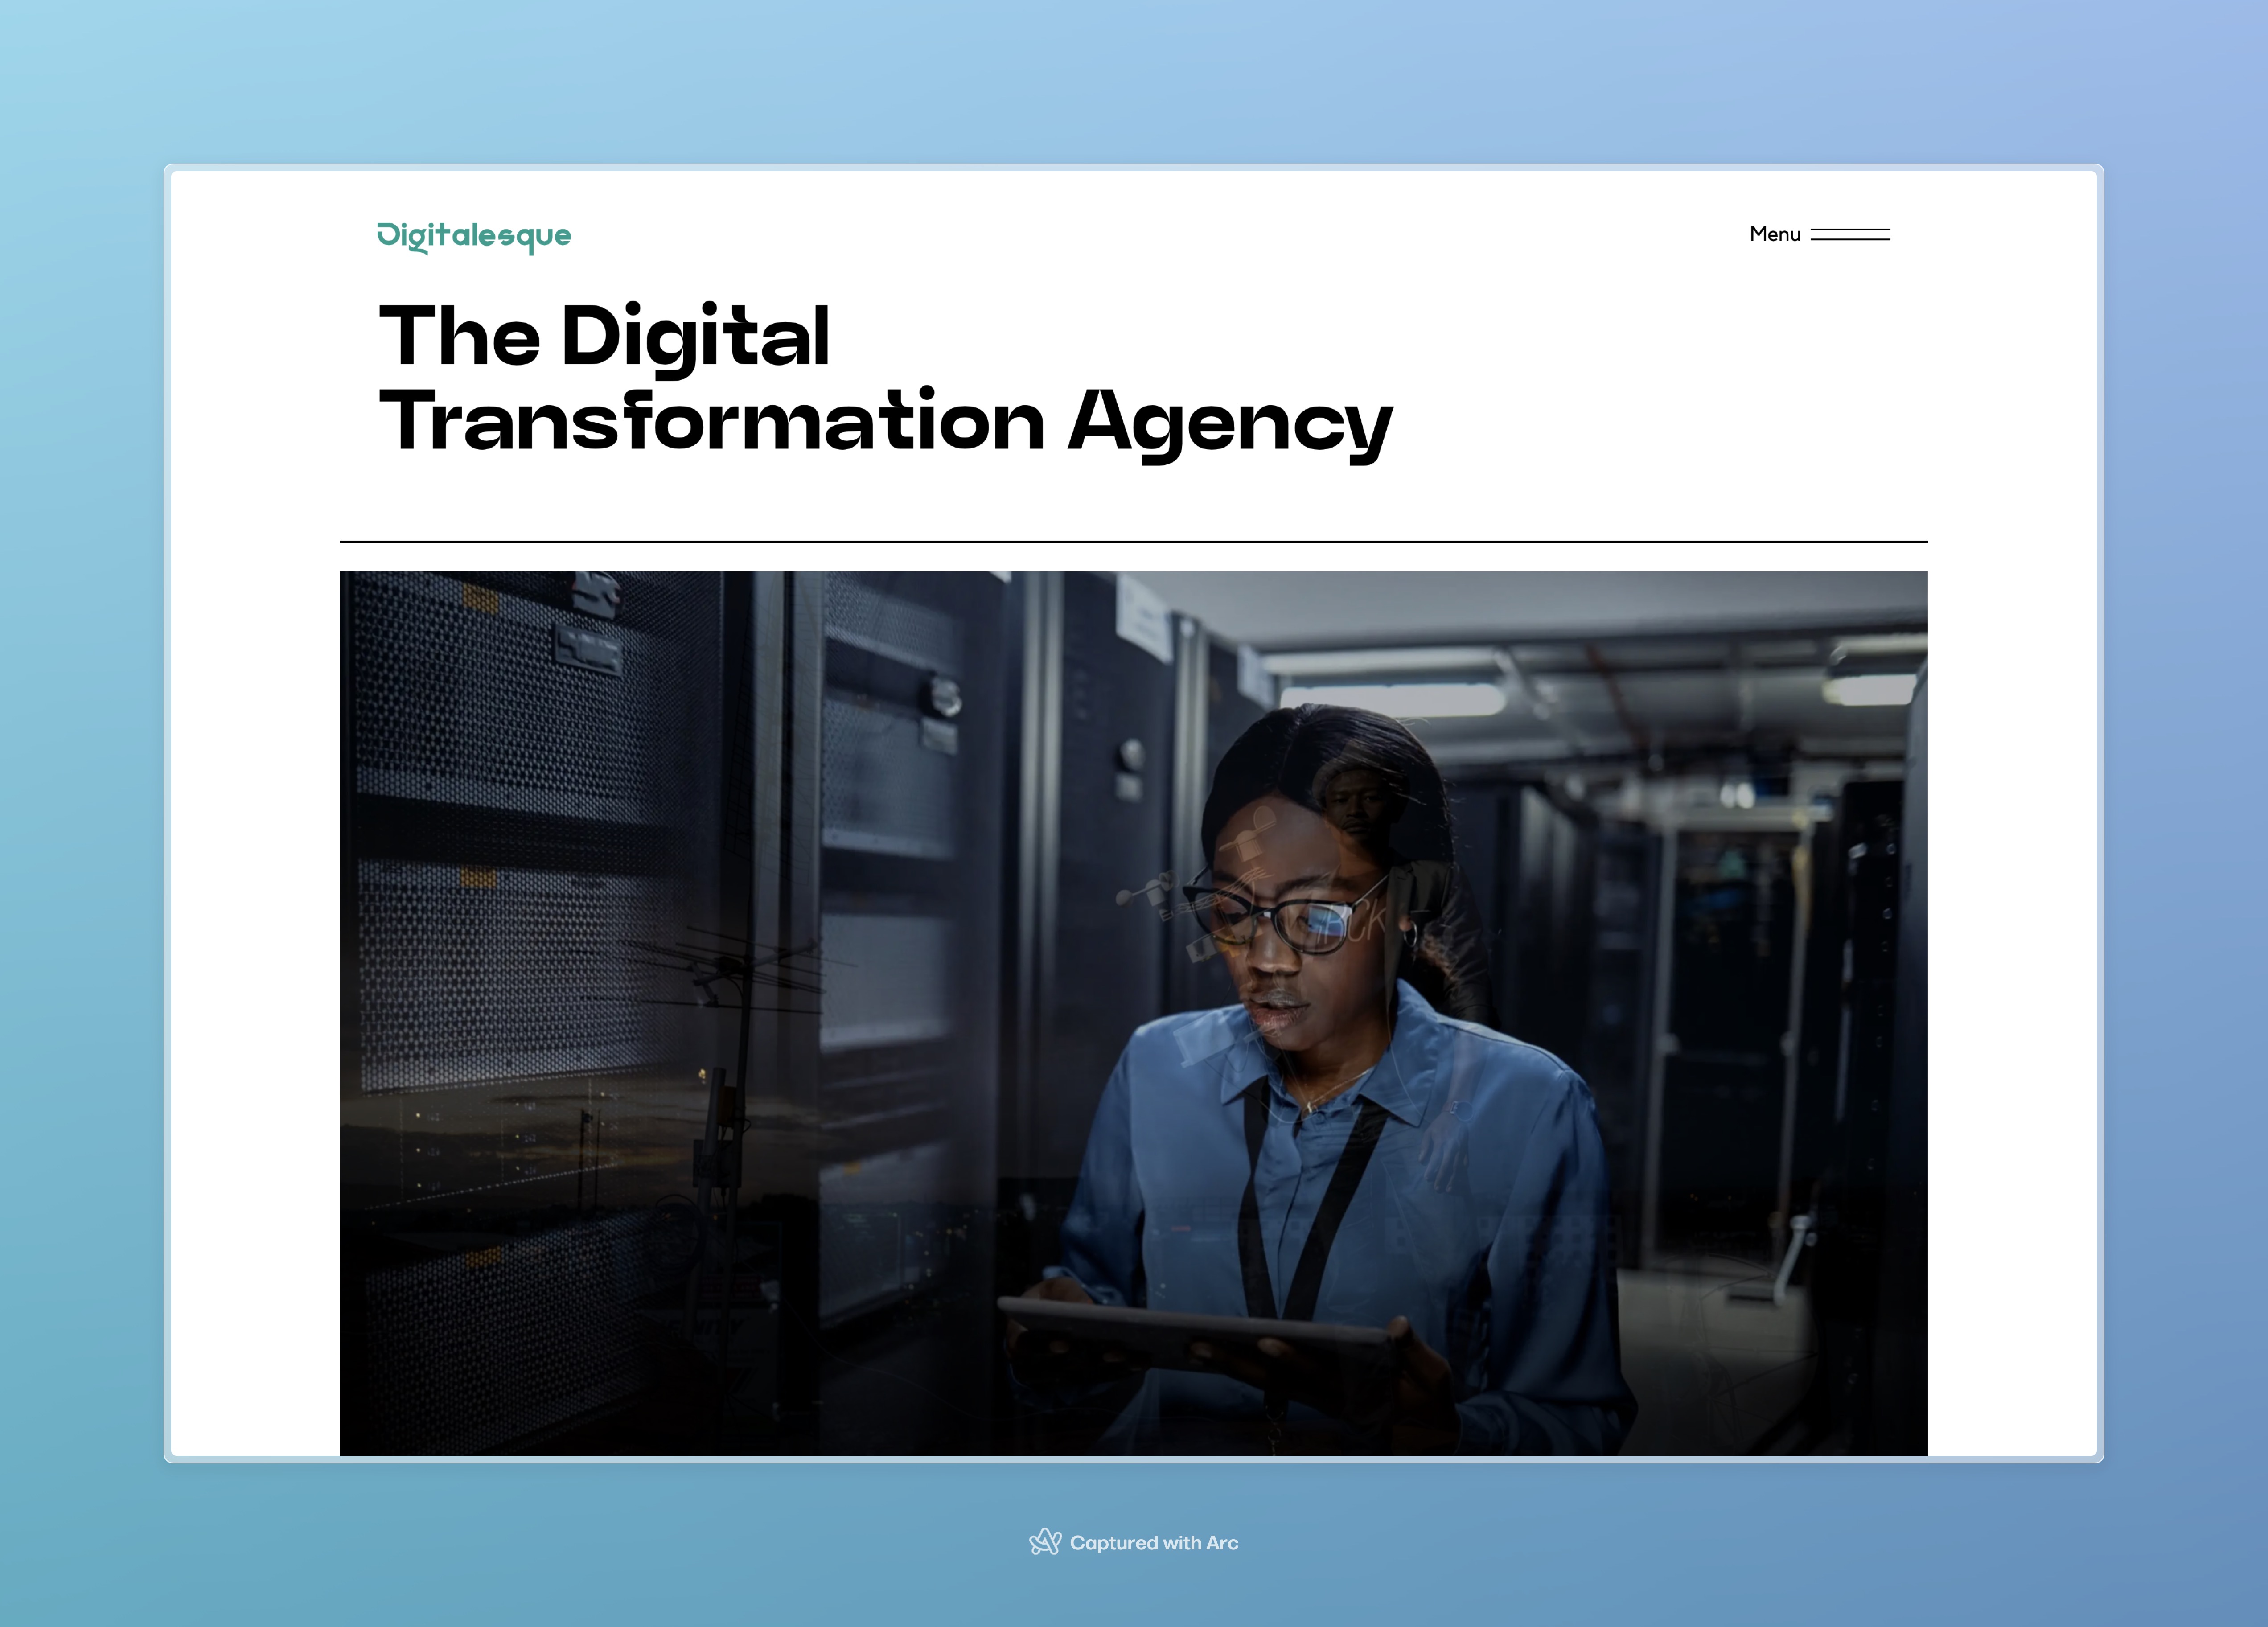 Digitalesque
Menu
The Digital
Transformation Agency
Captured with Arc